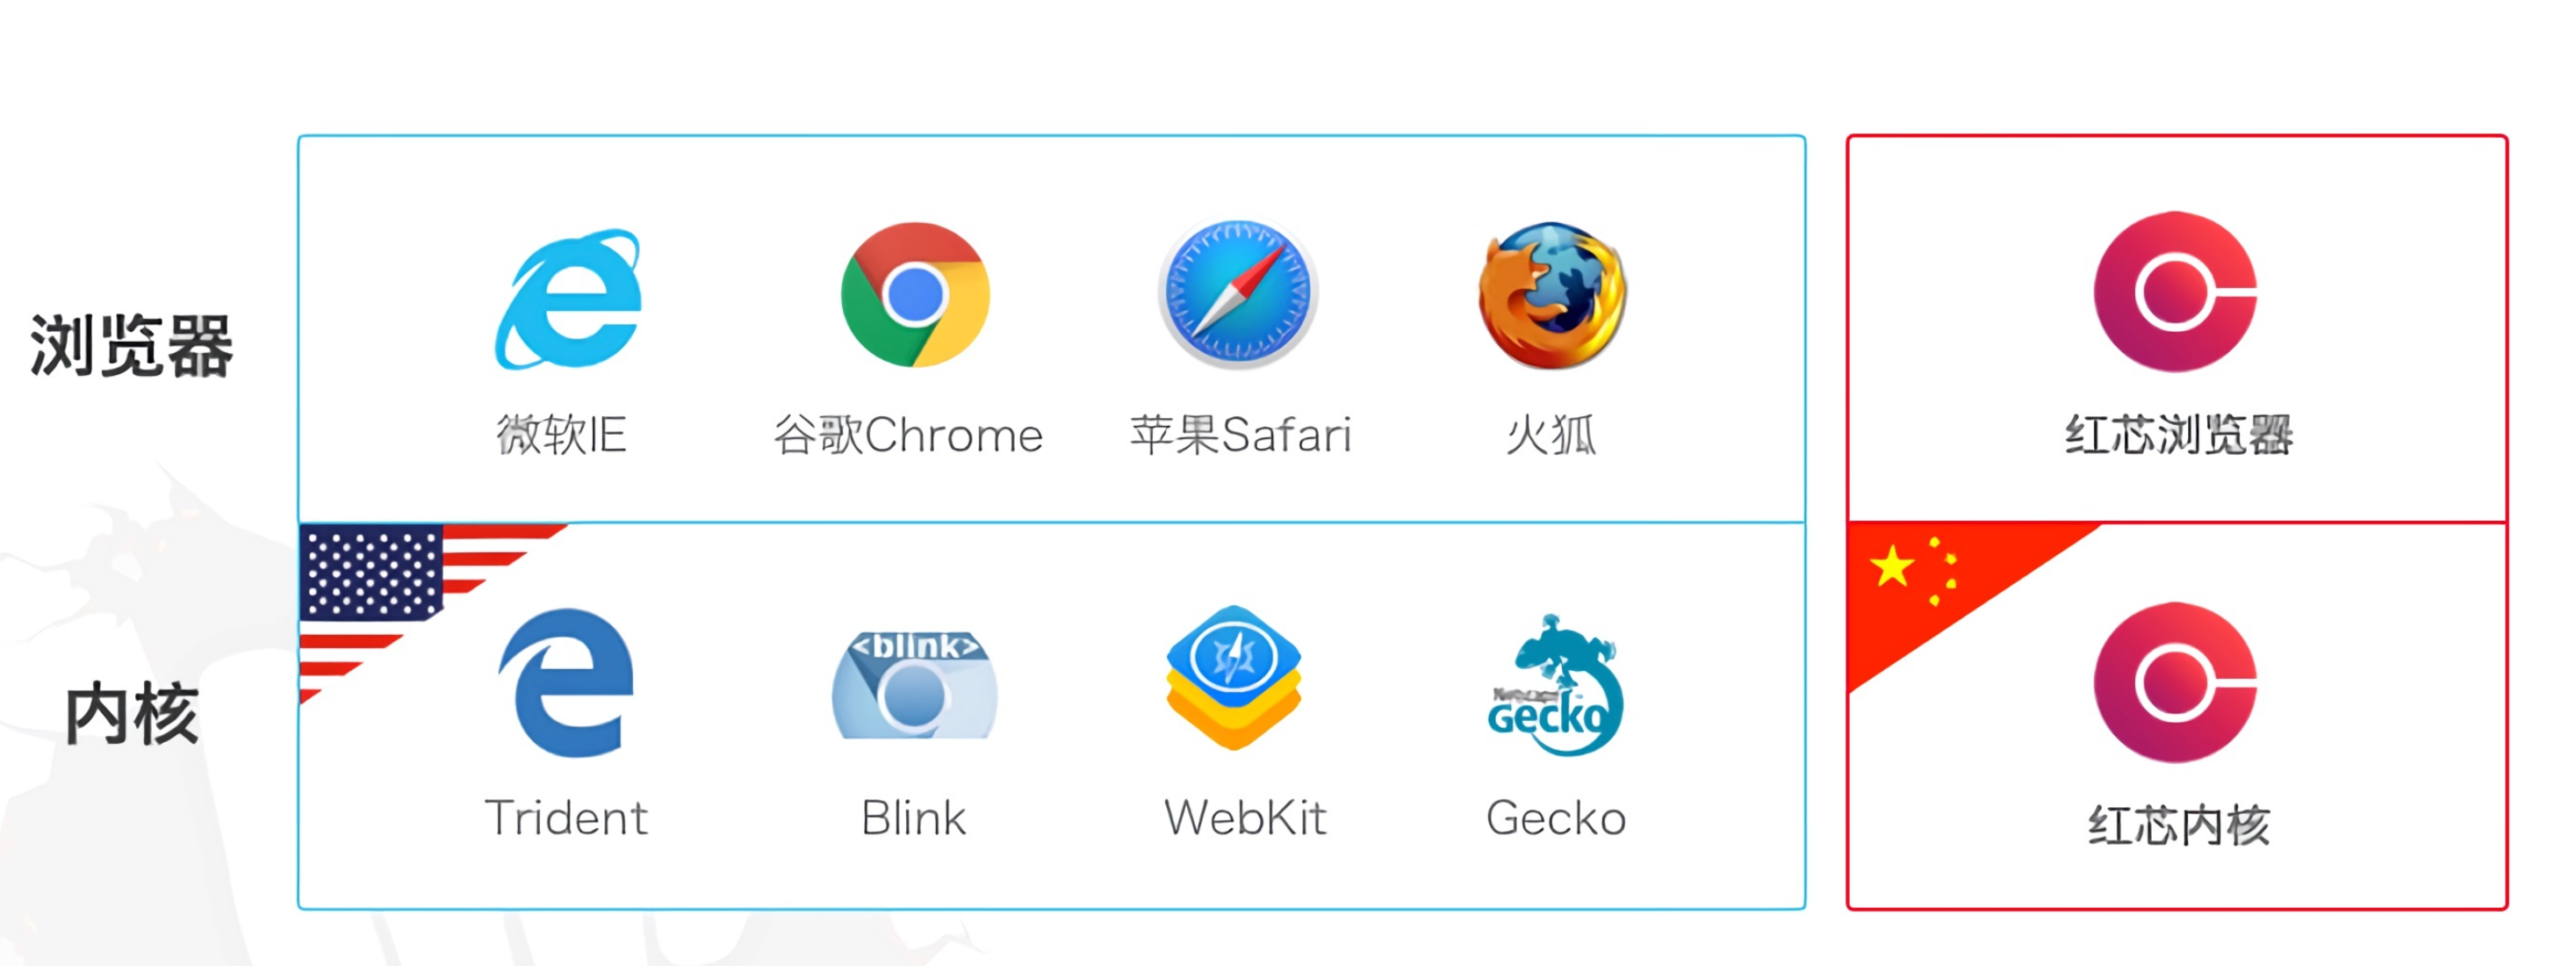 浏览器
微软IE
谷歌Chrome
苹果Safari
火狐
红芯浏览器
内核
<blink>
Gecko
Trident
Blink
WebKit
Gecko
红芯内核